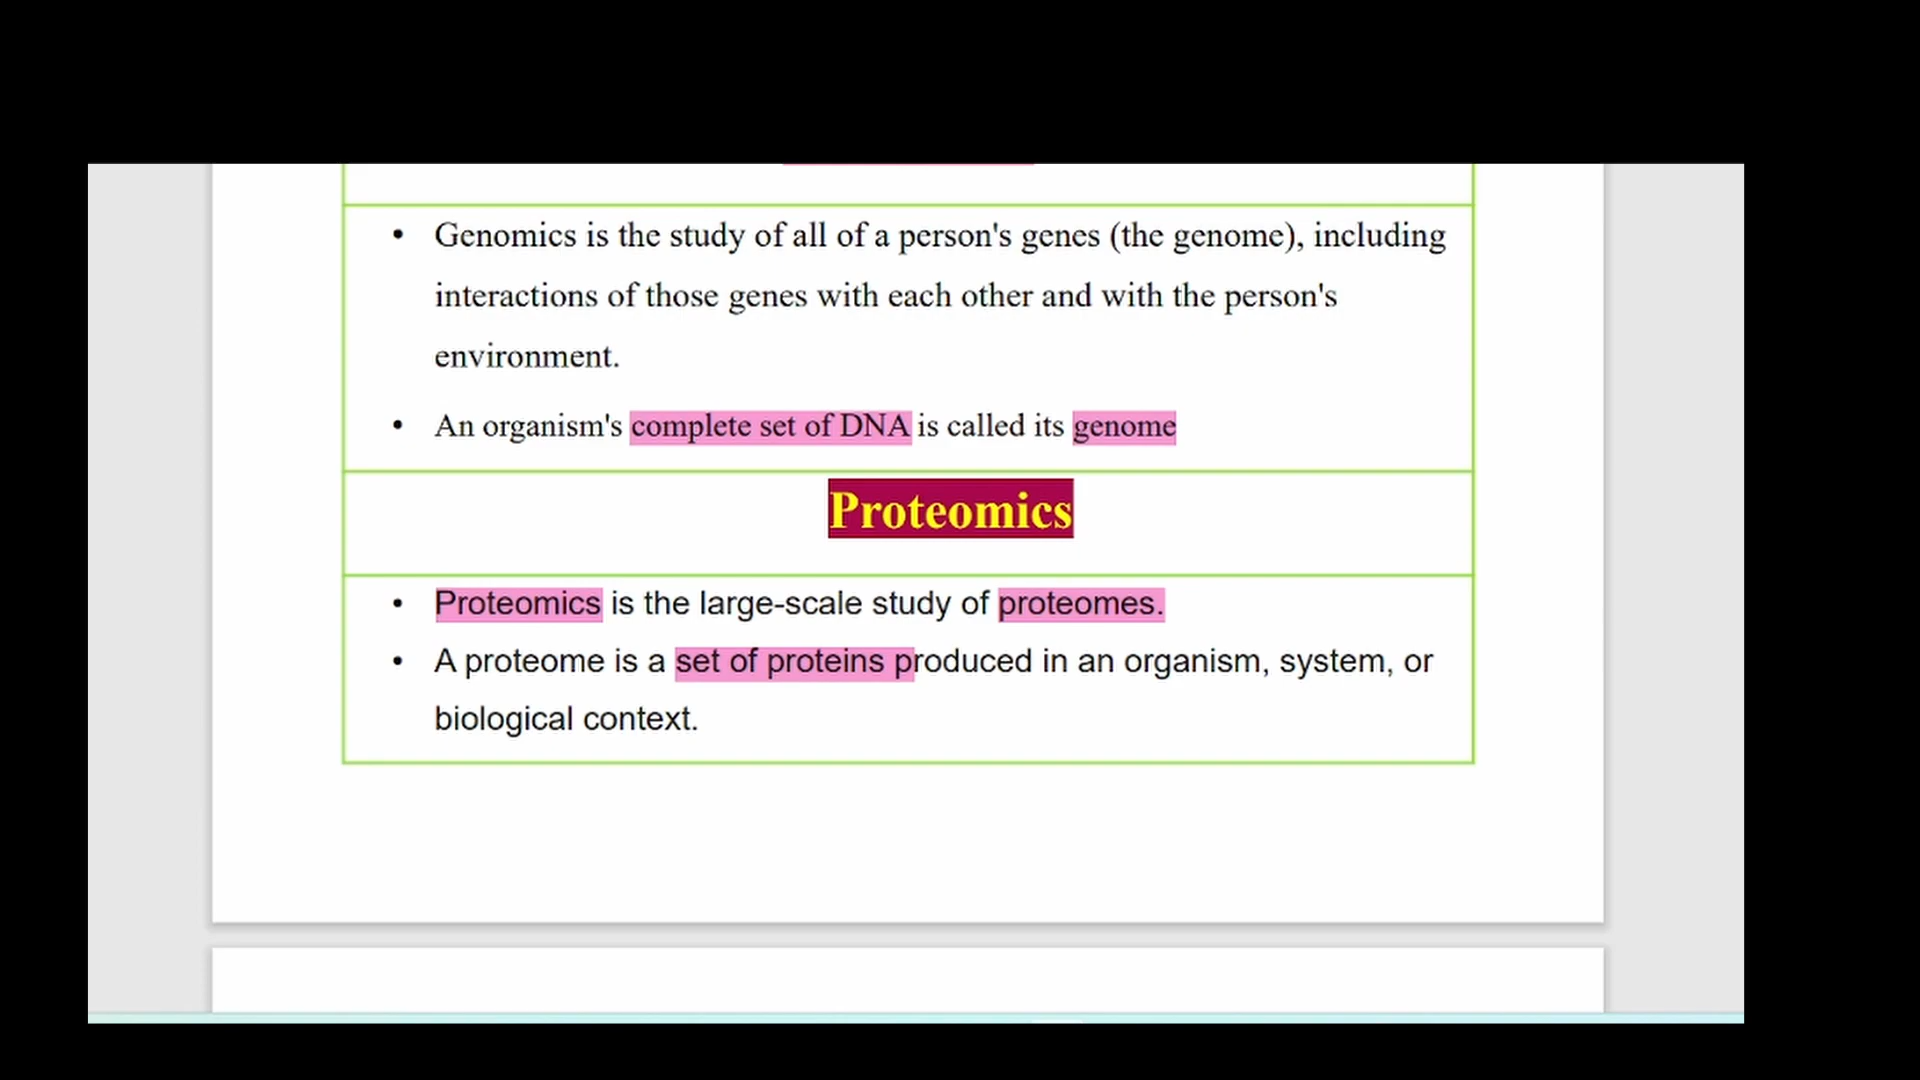 • Genomics is the study of all of a person's genes (the genome), including
interactions of those genes with each other and with the person's
environment.
• An organism's complete set of DNA is called its genome
Proteomics
• Proteomics is the large-scale study of proteomes.
• A proteome is a set of proteins produced in an organism, system, or
biological context.